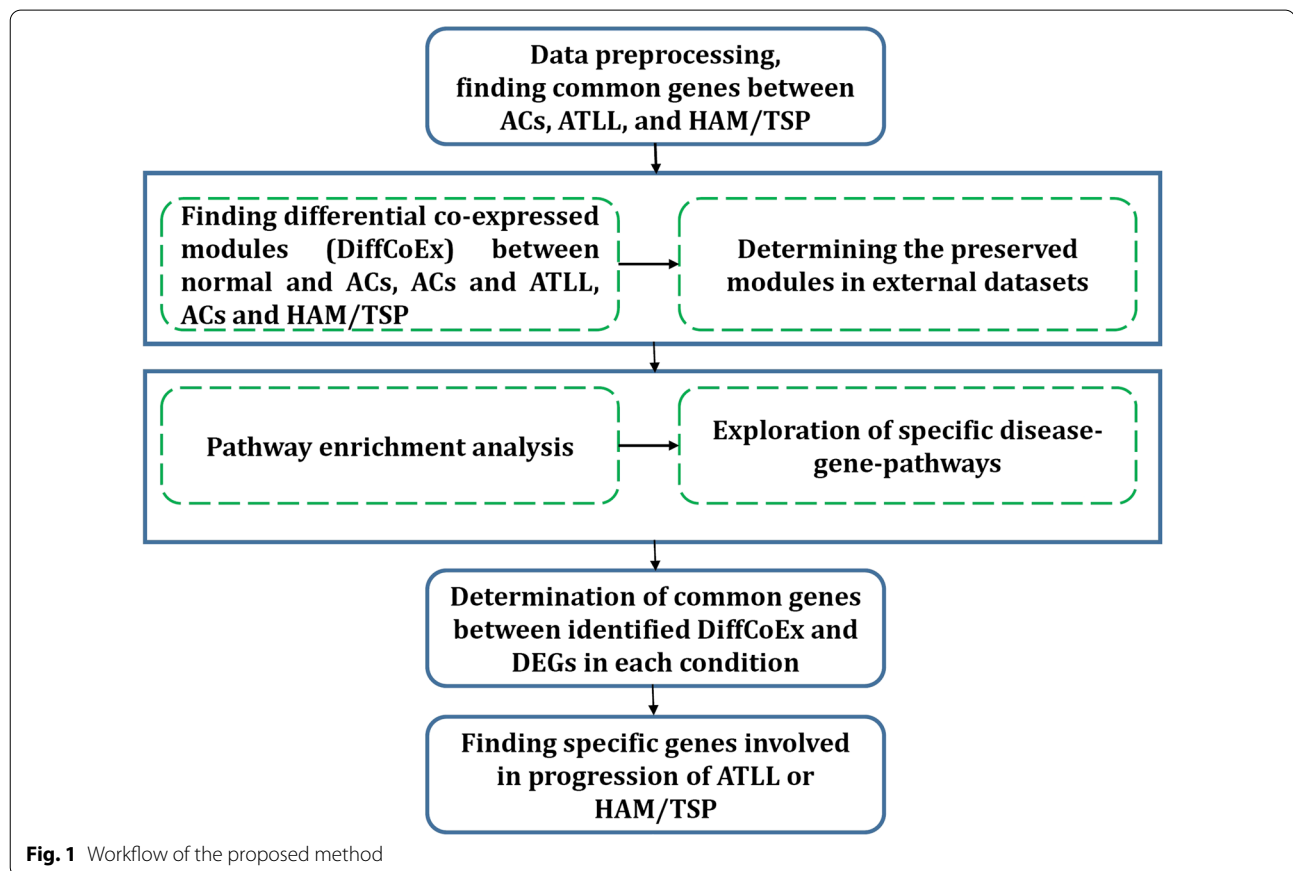 Data preprocessing,
finding common genes between
ACs, ATLL, and HAM/TSP
Finding differential co-expressed
modules (DiffCoEx) between
normal and ACs, ACs and ATLL,
ACs and HAM/TSP
Determining the preserved
modules in external datasets
Pathway enrichment analysis
Exploration of specific disease-
gene-pathways
Determination of common genes
between identified DiffCoEx and
DEGs in each condition
Finding specific genes involved
in progression of ATLL or
HAM/TSP
Fig. 1 Workflow of the proposed method